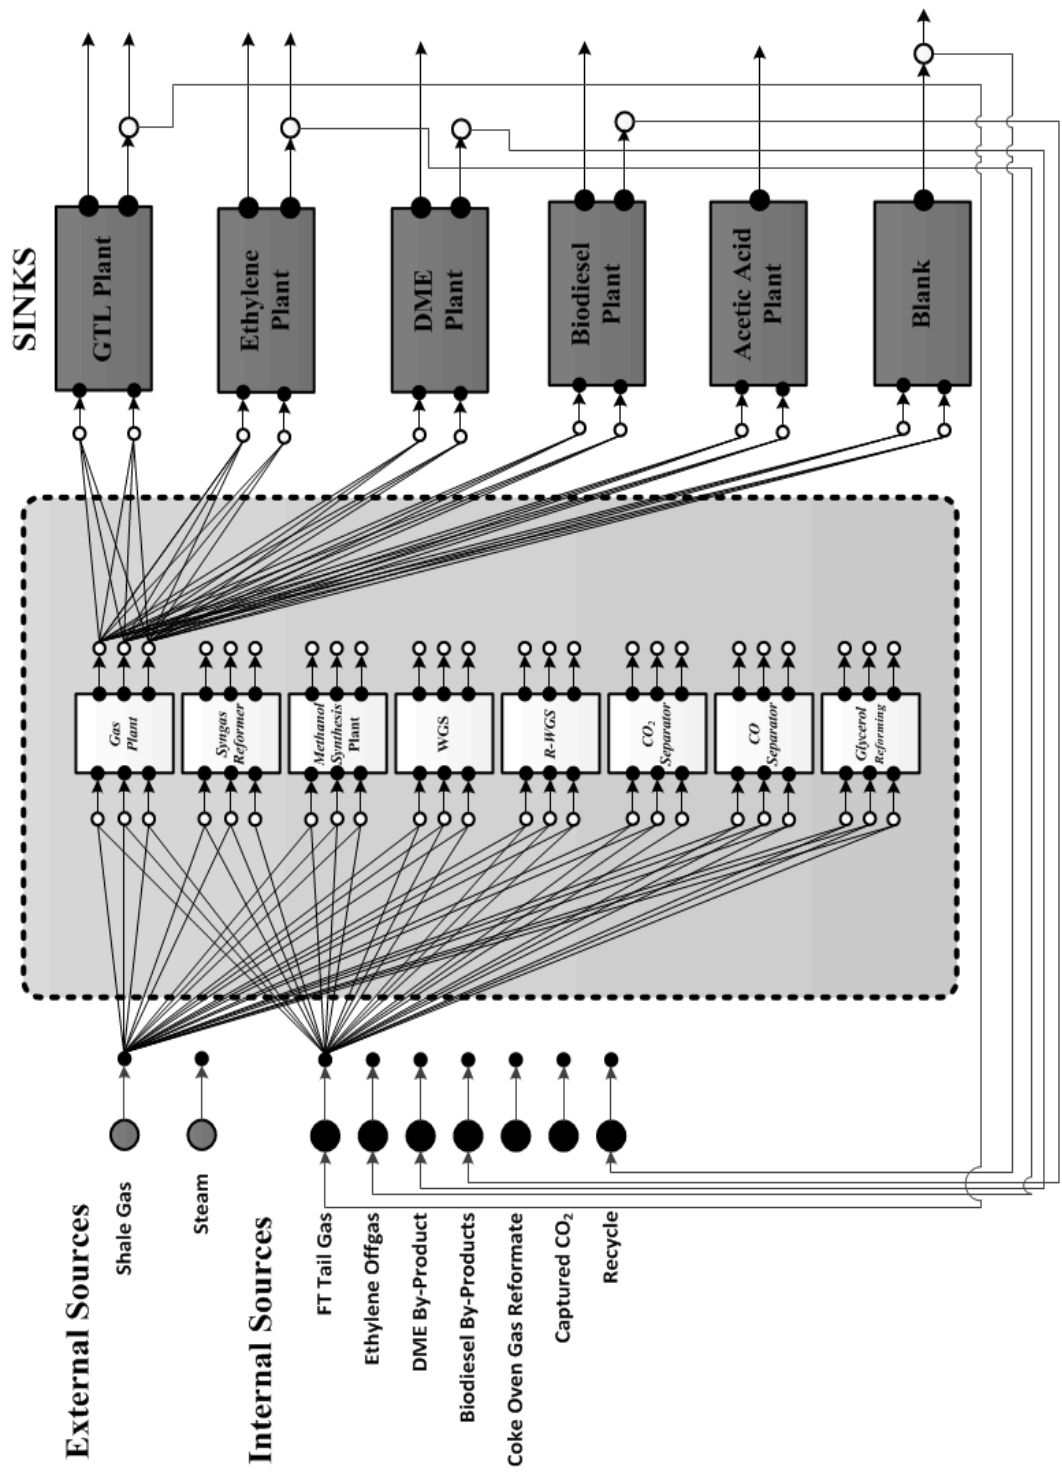 External Sources
Shale Gas
Steam
Internal Sources
FT Tail Gas
Ethylene Offgas
DME By-Product
Biodiesel By-Products
Coke Oven Gas Reformate
Captured CO₂
Recycle
Gas
Plant
Syngas
Reformer
Methanol
Synthesis
Plant
WGS
R-WGS
CO₂
Separator
CO
Separator
Glycerol
Reforming
SINKS
GTL Plant
Ethylene
Plant
DME
Plant
Biodiesel
Plant
Acetic Acid
Plant
Blank